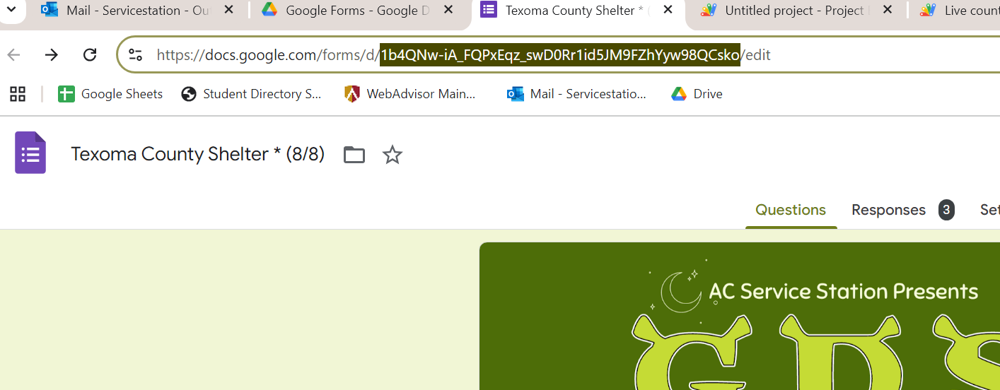 Mail - Servicestation - Ou
Google Forms - Google D
Texoma County Shelter * (
Untitled project - Project
Live count
https://docs.google.com/forms/d/1b4QNw-iA_FQPxEqz_swD0Rr1id5JM9FZhYyw98QCsko/edit
Google Sheets
Student Directory S...
WebAdvisor Main...
Mail - Servicestatio...
Drive
Texoma County Shelter * (8/8)
Questions
Responses 3
Set
AC Service Station Presents
GDS